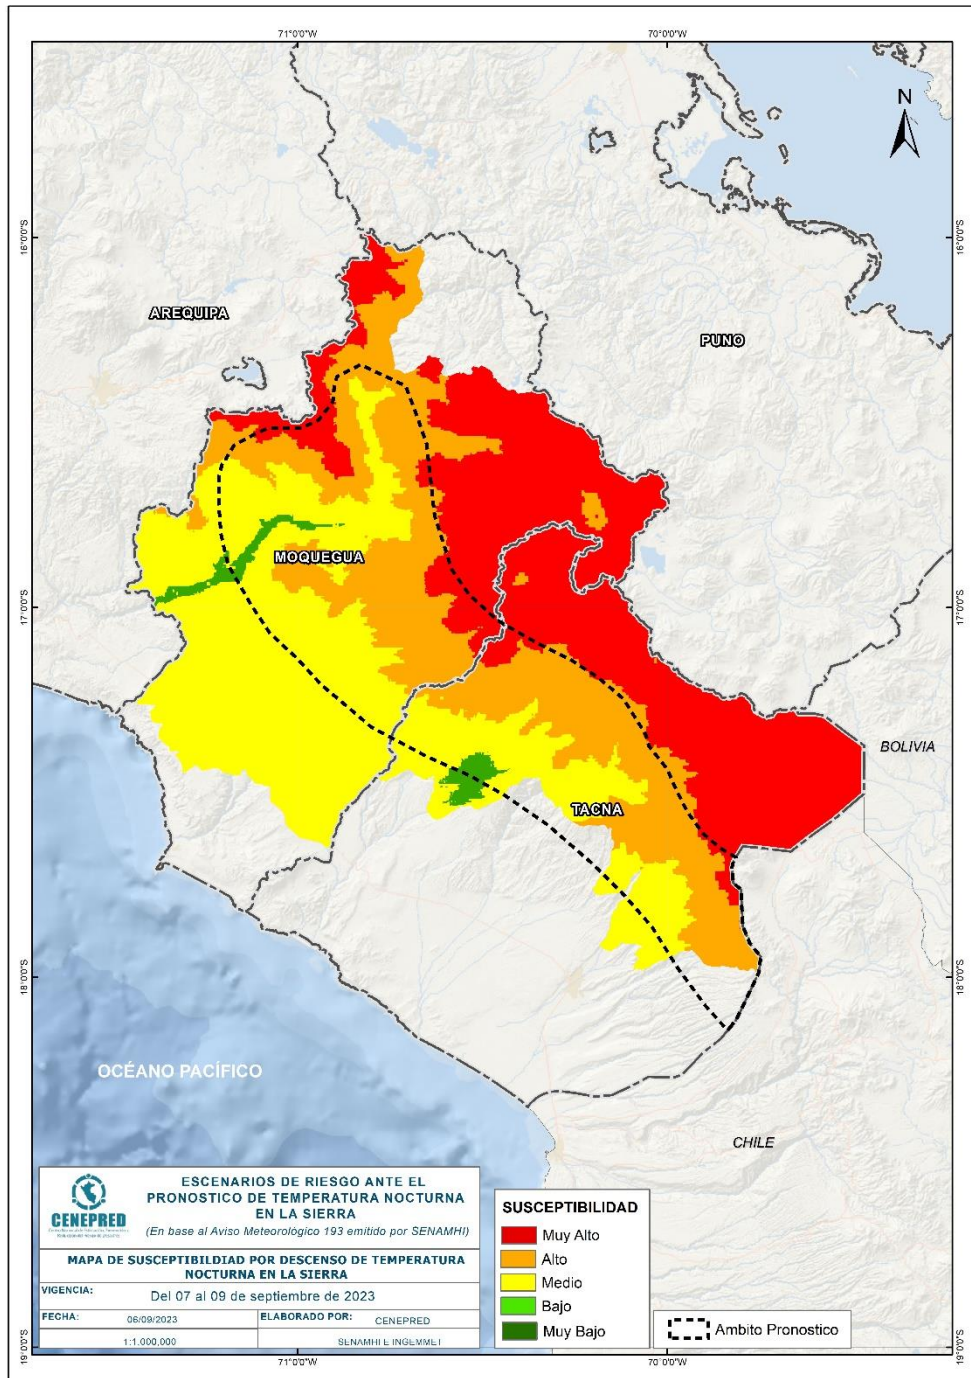 71°0'0"O
70°0'0"O
N
16°0'0"S
16°0'0"S
AREQUIPA
PUNO
MOQUEGUA
17°0'0"S
17°0'0"S
BOLIVIA
TACNA
18°0'0"S
18°0'0"S
OCÉANO PACÍFICO
CHILE
CENEPRED
ESCENARIOS DE RIESGO ANTE EL
PRONOSTICO DE TEMPERATURA NOCTURNA
EN LA SIERRA
(En base al Aviso Meteorológico 193 emitido por SENAMHI)
MAPA DE SUSCEPTIBILDIAD POR DESCENSO DE TEMPERATURA
NOCTURNA EN LA SIERRA
VIGENCIA:
Del 07 al 09 de septiembre de 2023
FECHA:
06/09/2023
ELABORADO POR:
CENEPRED
1:1,000,000
SENAMHI E INGEMMET
SUSCEPTIBILIDAD
Muy Alto
Alto
Medio
Bajo
Muy Bajo
Ambito Pronostico
19°0'0"S
19°0'0"S
71°0'0"O
70°0'0"O